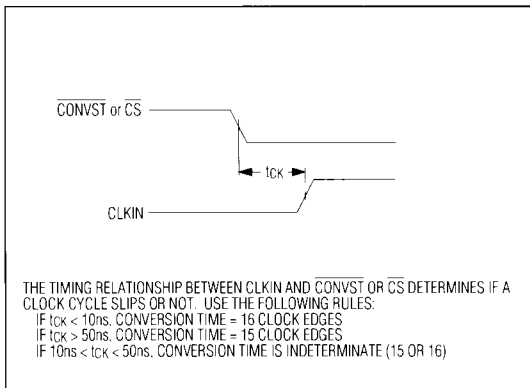 CONVST or CS
tCK
CLKIN
THE TIMING RELATIONSHIP BETWEEN CLKIN AND CONVST OR CS DETERMINES IF A
CLOCK CYCLE SLIPS OR NOT. USE THE FOLLOWING RULES:
IF tCK < 10ns, CONVERSION TIME = 16 CLOCK EDGES
IF tCK > 50ns, CONVERSION TIME = 15 CLOCK EDGES
IF 10ns < tCK < 50ns, CONVERSION TIME IS INDETERMINATE (15 OR 16)